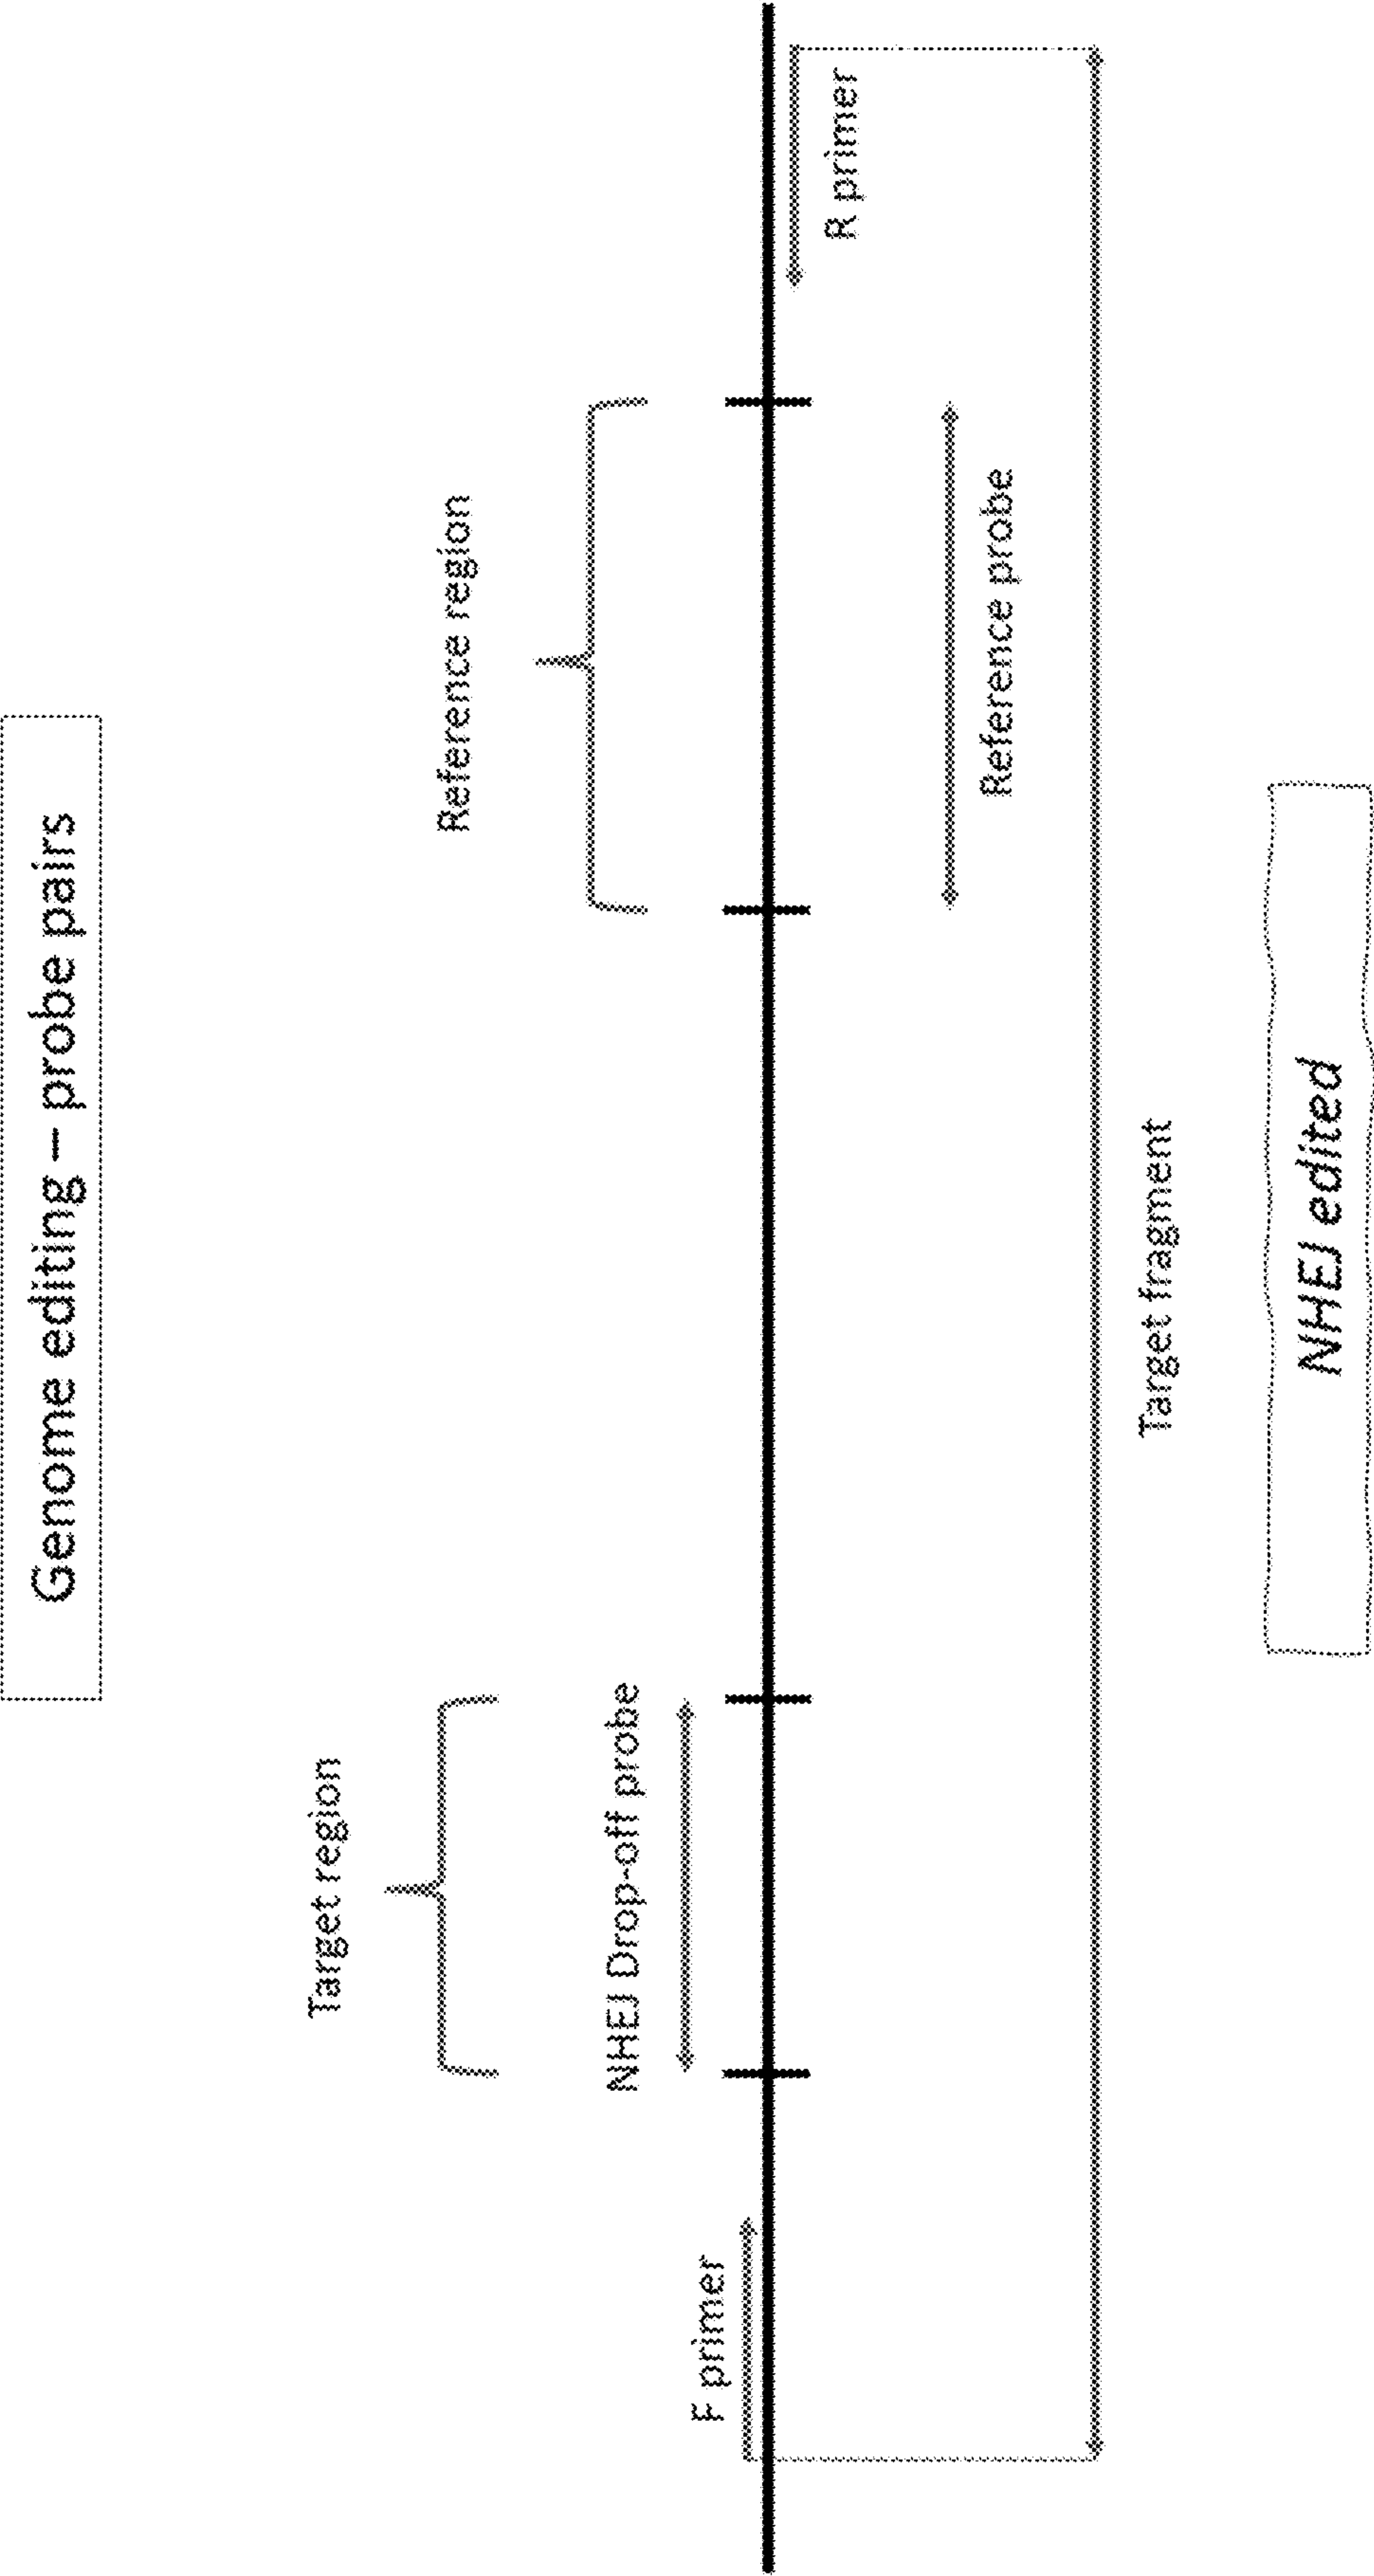 Genome editing – probe pairs
Target region
Reference region
NHEJ Drop-off probe
F primer
R primer
Reference probe
Target fragment
NHEJ edited